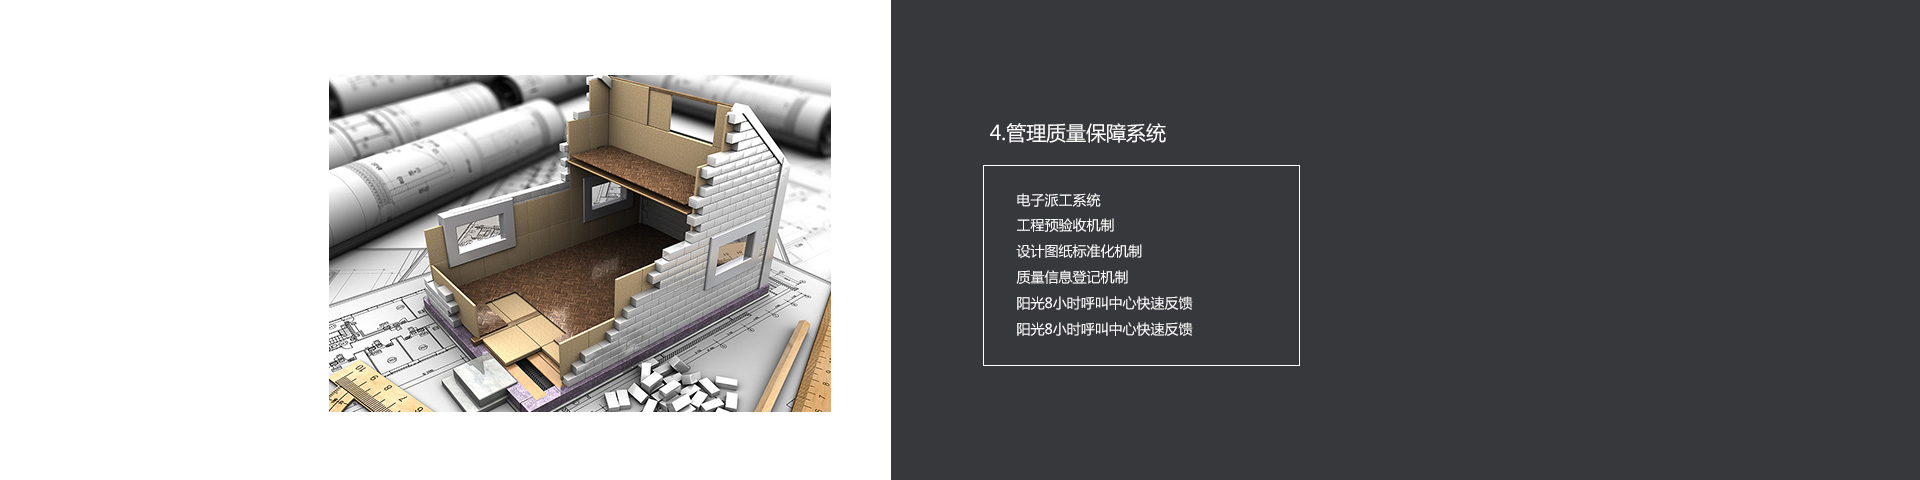 4.管理质量保障系统
电子派工系统
工程预验收机制
设计图纸标准化机制
质量信息登记机制
阳光8小时呼叫中心快速反馈
阳光8小时呼叫中心快速反馈